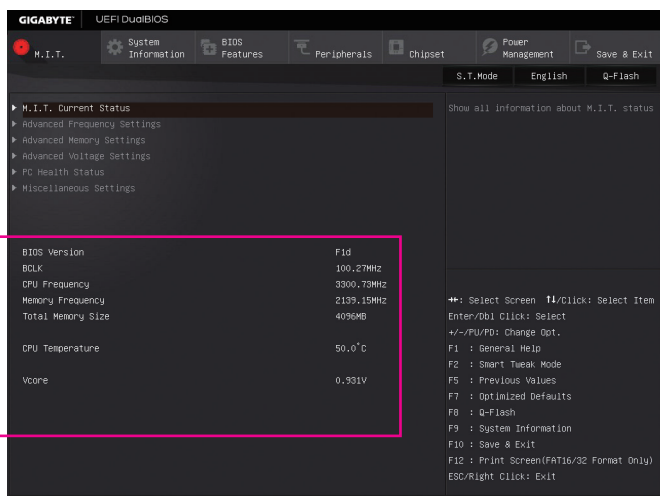 GIGABYTE™ UEFI DualBIOS
M.I.T.
System Information
BIOS Features
Peripherals
Chipset
Power Management
Save & Exit
S.T.Mode English Q-Flash
M.I.T. Current Status
Show all information about M.I.T. status
Advanced Frequency Settings
Advanced Memory Settings
Advanced Voltage Settings
PC Health Status
Miscellaneous Settings
BIOS Version F1d
BCLK 100.27MHz
CPU Frequency 3300.73MHz
Memory Frequency 2139.15MHz
Total Memory Size 4096MB
CPU Temperature 50.0°C
Vcore 0.931V
→←: Select Screen ↑↓/Click: Select Item
Enter/Dbl Click: Select
+/-/PU/PD: Change Opt.
F1 : General Help
F2 : Smart Tweak Mode
F5 : Previous Values
F7 : Optimized Defaults
F8 : Q-Flash
F9 : System Information
F10 : Save & Exit
F12 : Print Screen(FAT16/32 Format Only)
ESC/Right Click: Exit